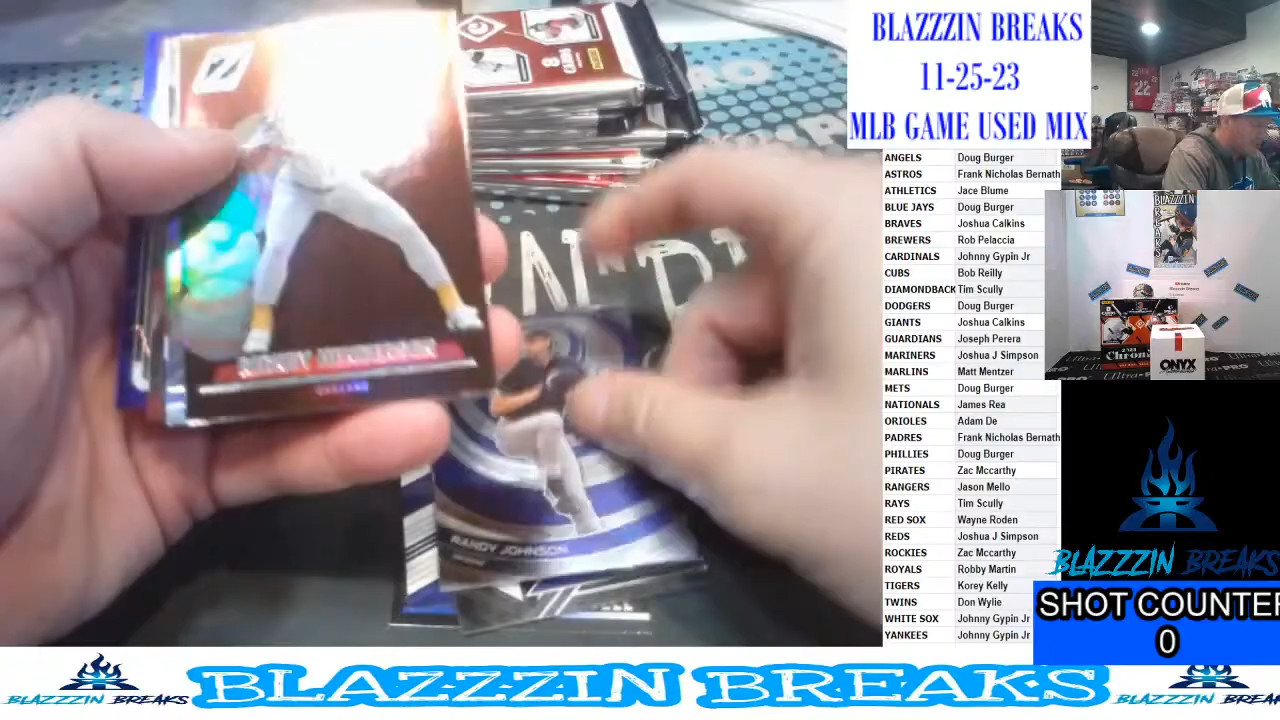 BLAZZZIN BREAKS
11-25-23
MLB GAME USED MIX
ANGELS Doug Burger
ASTROS Frank Nicholas Bernath
ATHLETICS Jace Blume
BLUE JAYS Doug Burger
BRAVES Joshua Calkins
BREWERS Rob Pelaccia
CARDINALS Johnny Gypin Jr
CUBS Bob Reilly
DIAMONDBACK Tim Scully
DODGERS Doug Burger
GIANTS Joshua Calkins
GUARDIANS Joseph Perera
MARINERS Joshua J Simpson
MARLINS Matt Mentzer
METS Doug Burger
NATIONALS James Rea
ORIOLES Adam De
PADRES Frank Nicholas Bernath
PHILLIES Doug Burger
PIRATES Zac Mccarthy
RANGERS Jason Mello
RAYS Tim Scully
RED SOX Wayne Roden
REDS Joshua J Simpson
ROCKIES Zac Mccarthy
ROYALS Robby Martin
TIGERS Korey Kelly
TWINS Don Wylie
WHITE SOX Johnny Gypin Jr
YANKEES Johnny Gypin Jr
8
CARDS
RANDY JOHNSON
22
BLAZZZIN
BREAKS
ONYX
BLAZZZIN BREAKS
SHOT COUNTER
0
BLAZZZIN BREAKS
BLAZZZIN BREAKS
BLAZZZIN BREA